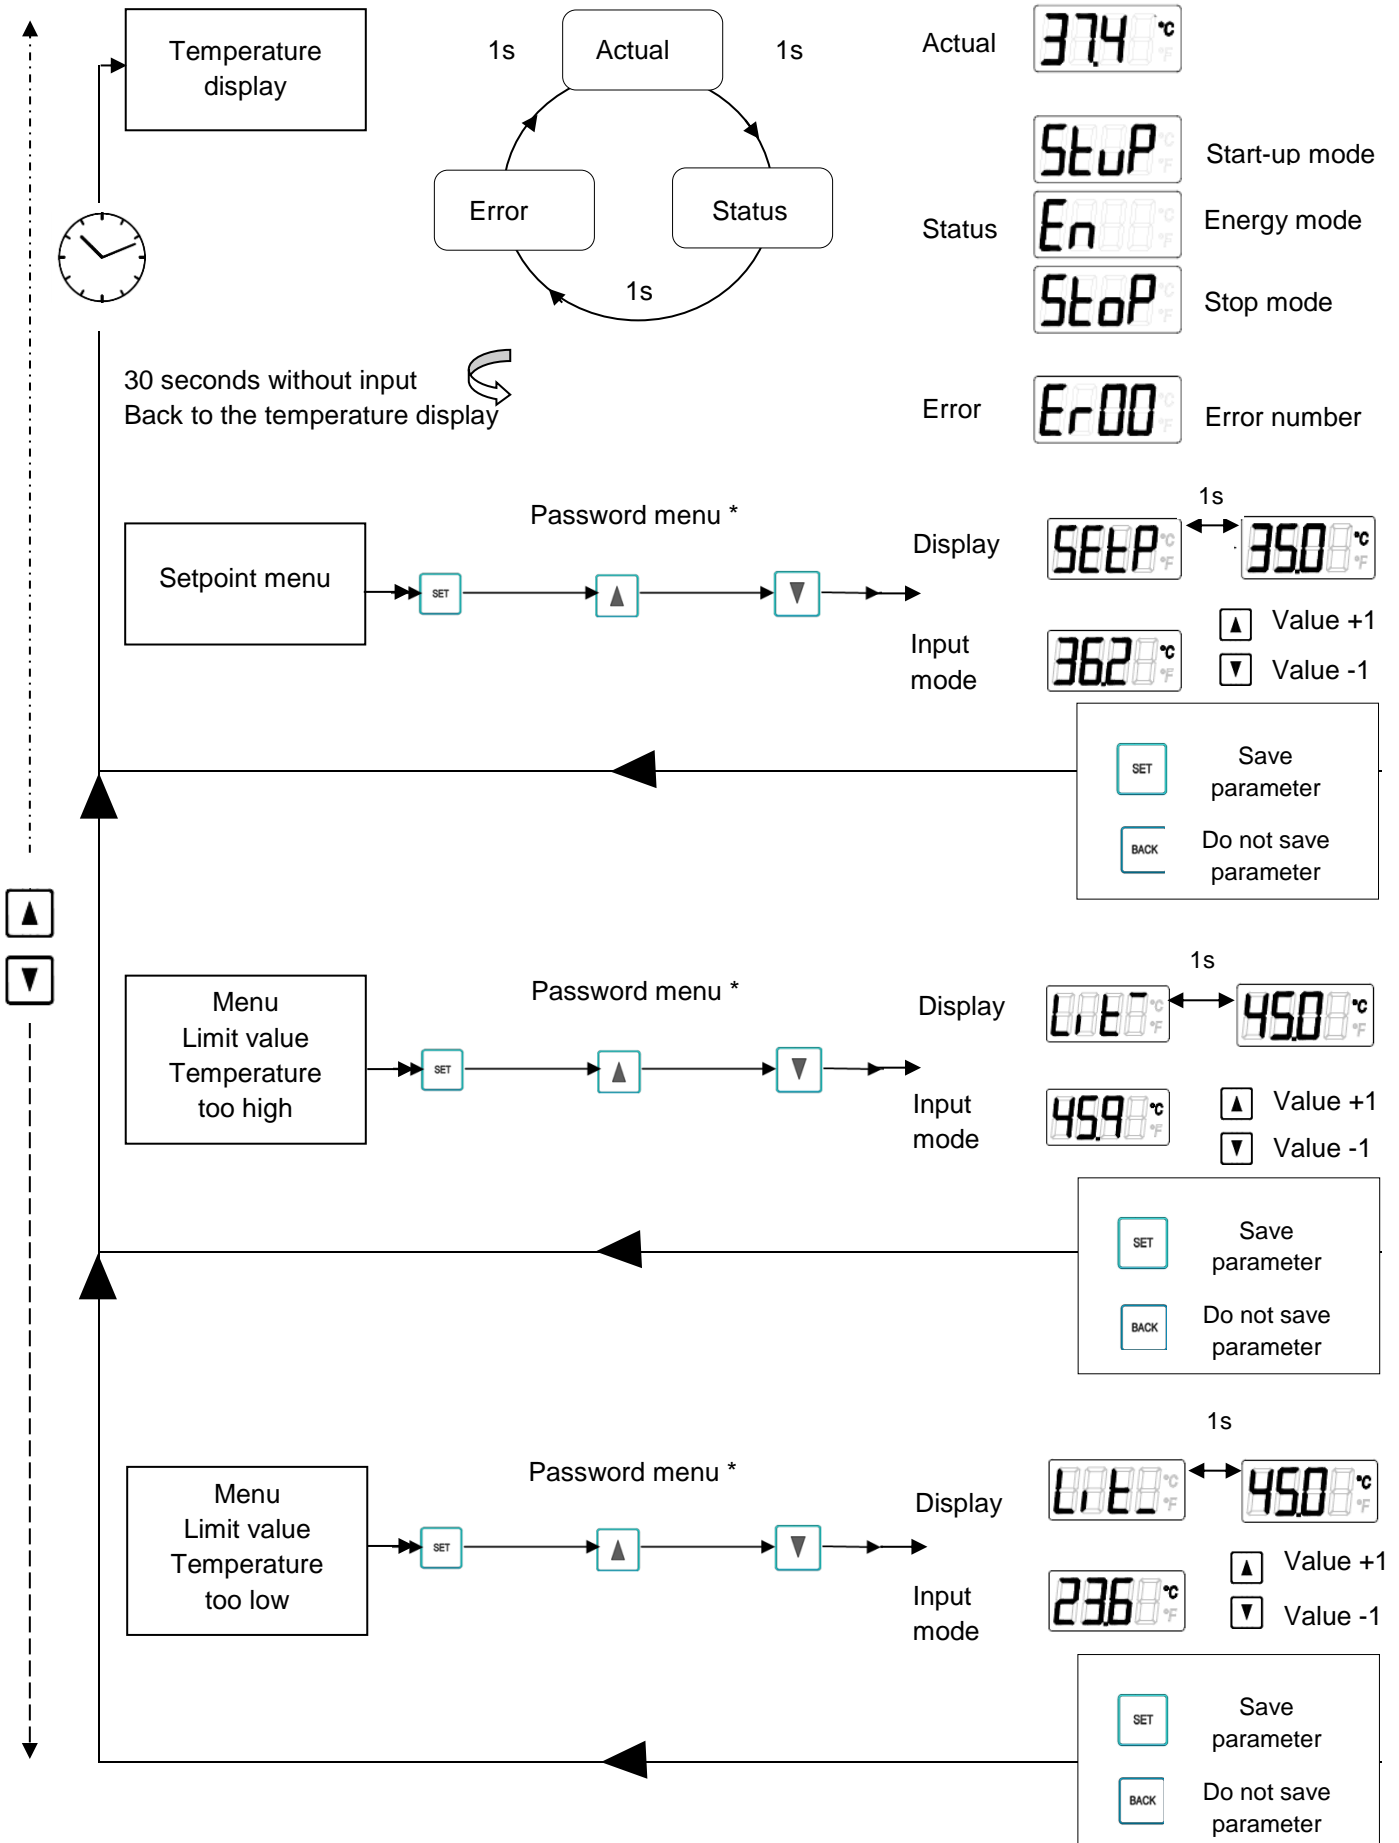 Temperature
display
1s
Actual
1s
Error
Status
1s
Actual
37.4 °C
°F
Status
StuP °C
°F
Start-up mode
En °C
°F
Energy mode
StoP °C
°F
Stop mode
30 seconds without input
Back to the temperature display
Error
Er00 °C
°F
Error number
Setpoint menu
Password menu *
SET
Display
SEtP °C
°F
1s
35.0 °C
°F
Input
mode
36.2 °C
°F
Value +1
Value -1
SET
Save
parameter
BACK
Do not save
parameter
Menu
Limit value
Temperature
too high
Password menu *
SET
Display
Lit¯ °C
°F
1s
45.0 °C
°F
Input
mode
45.9 °C
°F
Value +1
Value -1
SET
Save
parameter
BACK
Do not save
parameter
Menu
Limit value
Temperature
too low
Password menu *
SET
Display
Lit_ °C
°F
1s
45.0 °C
°F
Input
mode
23.6 °C
°F
Value +1
Value -1
SET
Save
parameter
BACK
Do not save
parameter